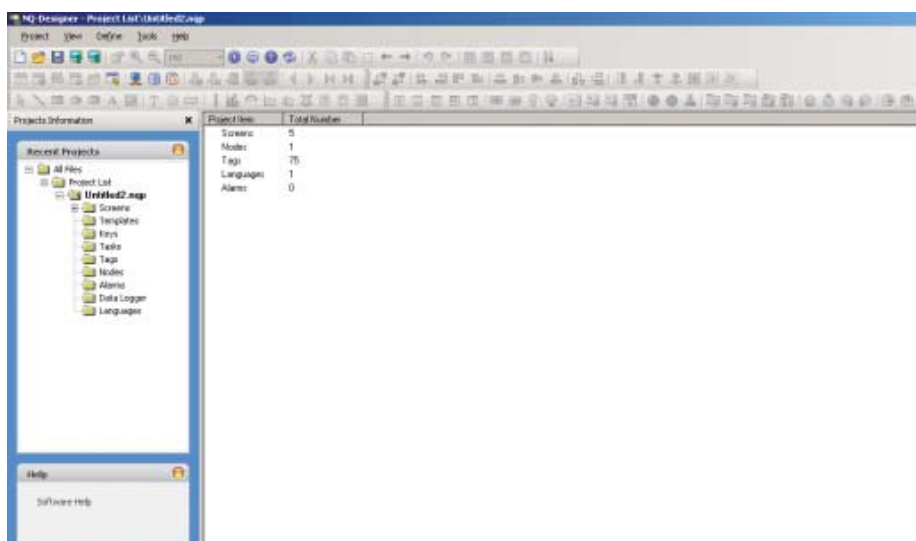 NQ-Designer - Project List\Untitled2.nqp
Project View Define Tools Help
Projects Information
Project Item Total Number
Screens 5
Nodes 1
Tags 75
Languages 1
Alarms 0
Recent Projects
All Files
Project List
Untitled2.nqp
Screens
Templates
Keys
Tasks
Tags
Nodes
Alarms
Data Logger
Languages
Help
Software Help